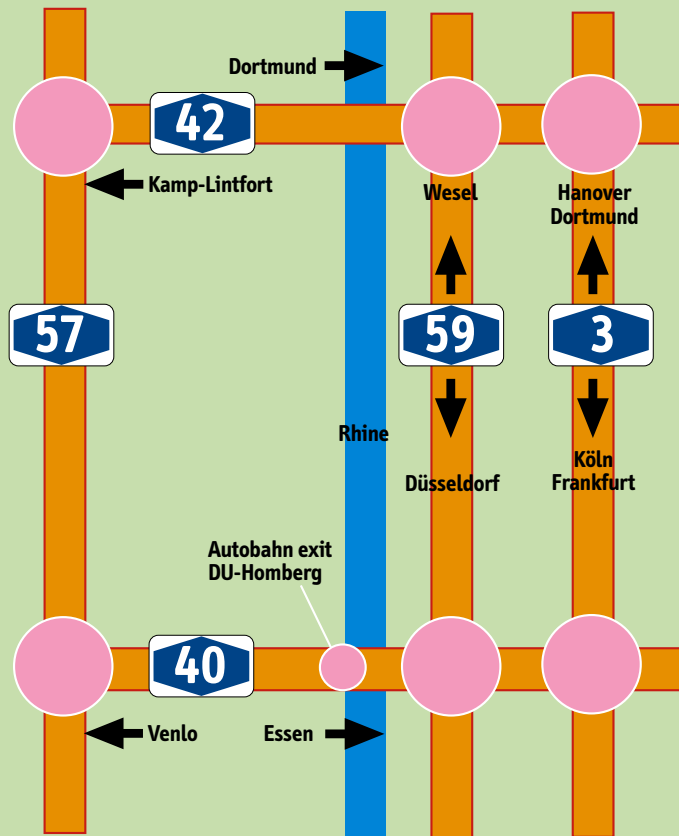 Dortmund
42
Kamp-Lintfort
Wesel
Hanover
Dortmund
57
59
3
Rhine
Düsseldorf
Köln
Frankfurt
Autobahn exit
DU-Homberg
40
Venlo
Essen